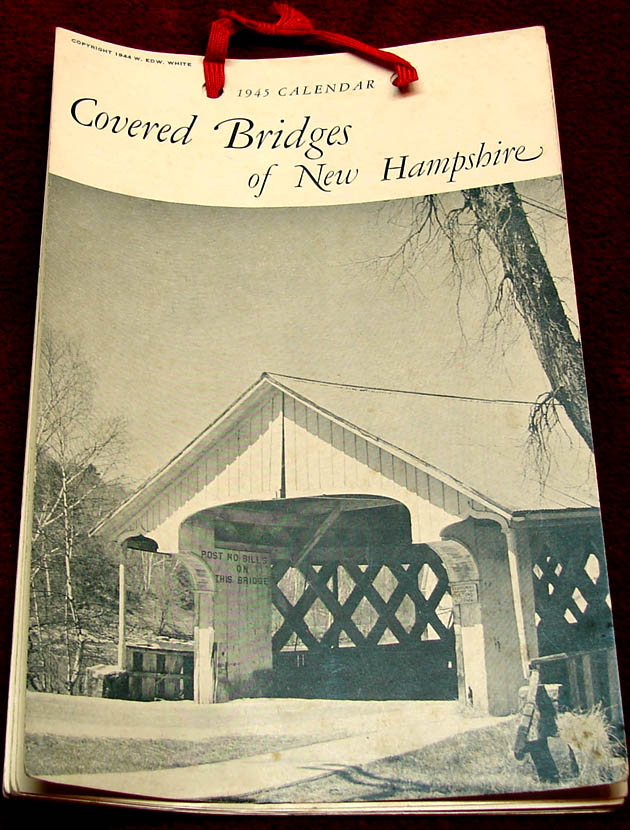 COPYRIGHT 1944 W. EDW. WHITE
1945 CALENDAR
Covered Bridges
of New Hampshire
POST NO BILLS
ON
THIS BRIDGE